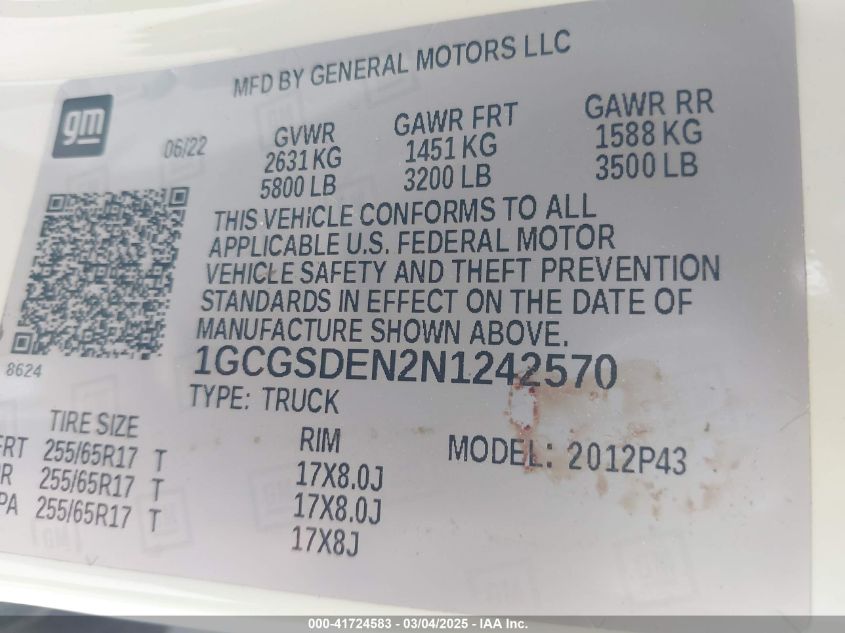 MFD BY GENERAL MOTORS LLC
gm
06/22
GVWR GAWR FRT GAWR RR
2631 KG 1451 KG 1588 KG
5800 LB 3200 LB 3500 LB
THIS VEHICLE CONFORMS TO ALL
APPLICABLE U.S. FEDERAL MOTOR
VEHICLE SAFETY AND THEFT PREVENTION
STANDARDS IN EFFECT ON THE DATE OF
MANUFACTURE SHOWN ABOVE.
8624
1GCGSDEN2N1242570
TYPE: TRUCK
TIRE SIZE RIM MODEL: 2012P43
FRT 255/65R17 T 17X8.0J
RR 255/65R17 T 17X8.0J
SPA 255/65R17 T 17X8J
000-41724583 - 03/04/2025 - IAA Inc.